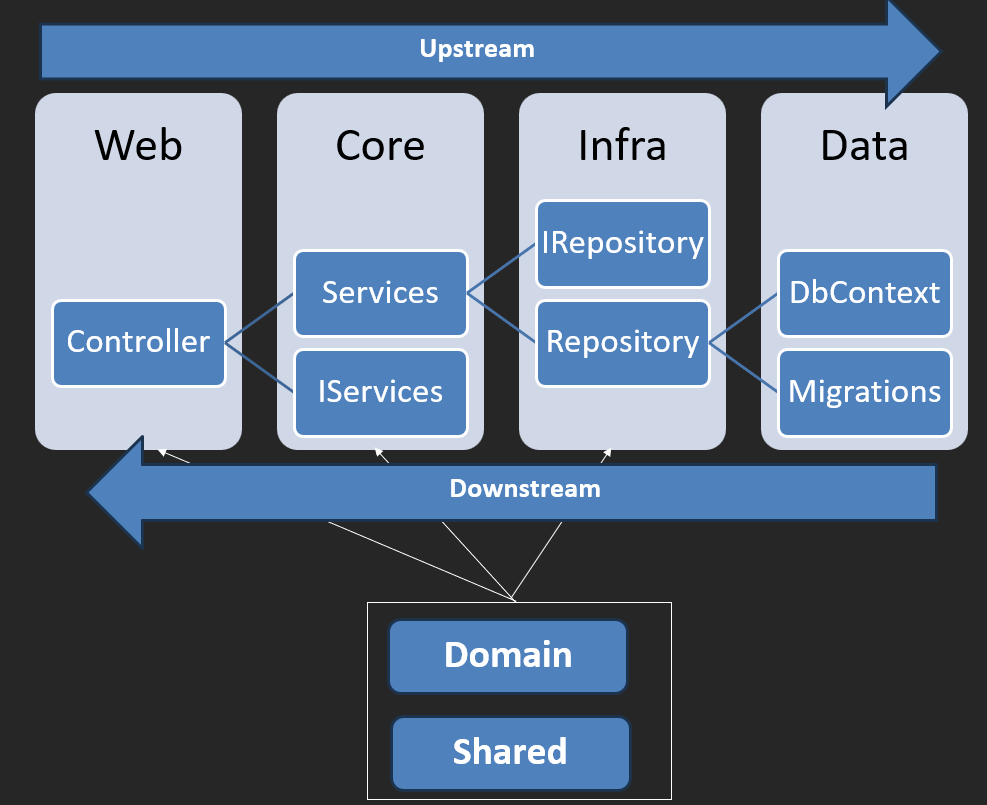 Upstream
Web
Core
Infra
Data
Controller
Services
IServices
IRepository
Repository
DbContext
Migrations
Downstream
Domain
Shared